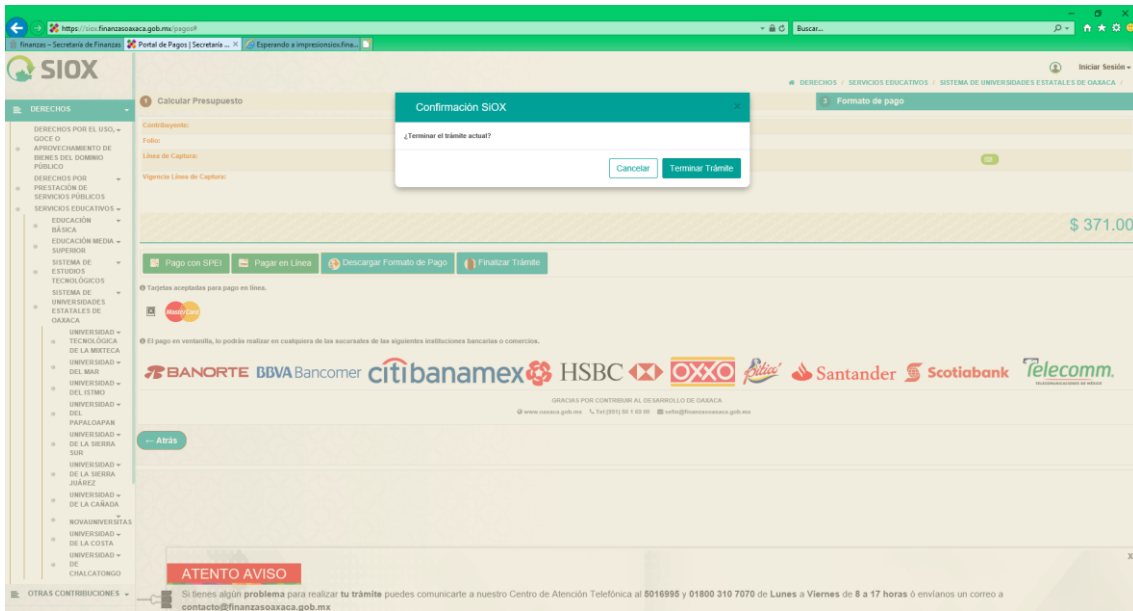 https://siox.finanzasoaxaca.gob.mx/pagos#
Buscar...
finanzas – Secretaría de Finanzas
Portal de Pagos | Secretaría ...
Esperando a impresionsiox.fina...
SIOX
Iniciar Sesión
DERECHOS / SERVICIOS EDUCATIVOS / SISTEMA DE UNIVERSIDADES ESTATALES DE OAXACA /
DERECHOS
DERECHOS POR EL USO,
GOCE O
APROVECHAMIENTO DE
BIENES DEL DOMINIO
PÚBLICO
DERECHOS POR
PRESTACIÓN DE
SERVICIOS PÚBLICOS
SERVICIOS EDUCATIVOS
EDUCACIÓN
BÁSICA
EDUCACIÓN MEDIA
SUPERIOR
SISTEMA DE
ESTUDIOS
TECNOLÓGICOS
SISTEMA DE
UNIVERSIDADES
ESTATALES DE
OAXACA
UNIVERSIDAD
TECNOLÓGICA
DE LA MIXTECA
UNIVERSIDAD
DEL MAR
UNIVERSIDAD
DEL ISTMO
UNIVERSIDAD
DEL
PAPALOAPAN
UNIVERSIDAD
DE LA SIERRA
SUR
UNIVERSIDAD
DE LA SIERRA
JUÁREZ
UNIVERSIDAD
DE LA CAÑADA
NOVAUNIVERSITAS
UNIVERSIDAD
DE LA COSTA
UNIVERSIDAD
DE
CHALCATONGO
OTRAS CONTRIBUCIONES
1 Calcular Presupuesto
3 Formato de pago
Contribuyente:
Folio:
Línea de Captura:
Vigencia Línea de Captura:
Confirmación SIOX
¿Terminar el trámite actual?
Cancelar
Terminar Trámite
$ 371.00
Pago con SPEI
Pagar en Línea
Descargar Formato de Pago
Finalizar Trámite
Tarjetas aceptadas para pago en línea.
MasterCard
El pago en ventanilla, lo podrás realizar en cualquiera de las sucursales de las siguientes instituciones bancarias o comercios.
BANORTE BBVA Bancomer citibanamex HSBC OXXO Santander Scotiabank Telecomm.
GRACIAS POR CONTRIBUIR AL DESARROLLO DE OAXACA
← Atrás
X
ATENTO AVISO
Si tienes algún problema para realizar tu trámite puedes comunicarte a nuestro Centro de Atención Telefónica al 5016995 y 01800 310 7070 de Lunes a Viernes de 8 a 17 horas ó envíanos un correo a
contacto@finanzasoaxaca.gob.mx